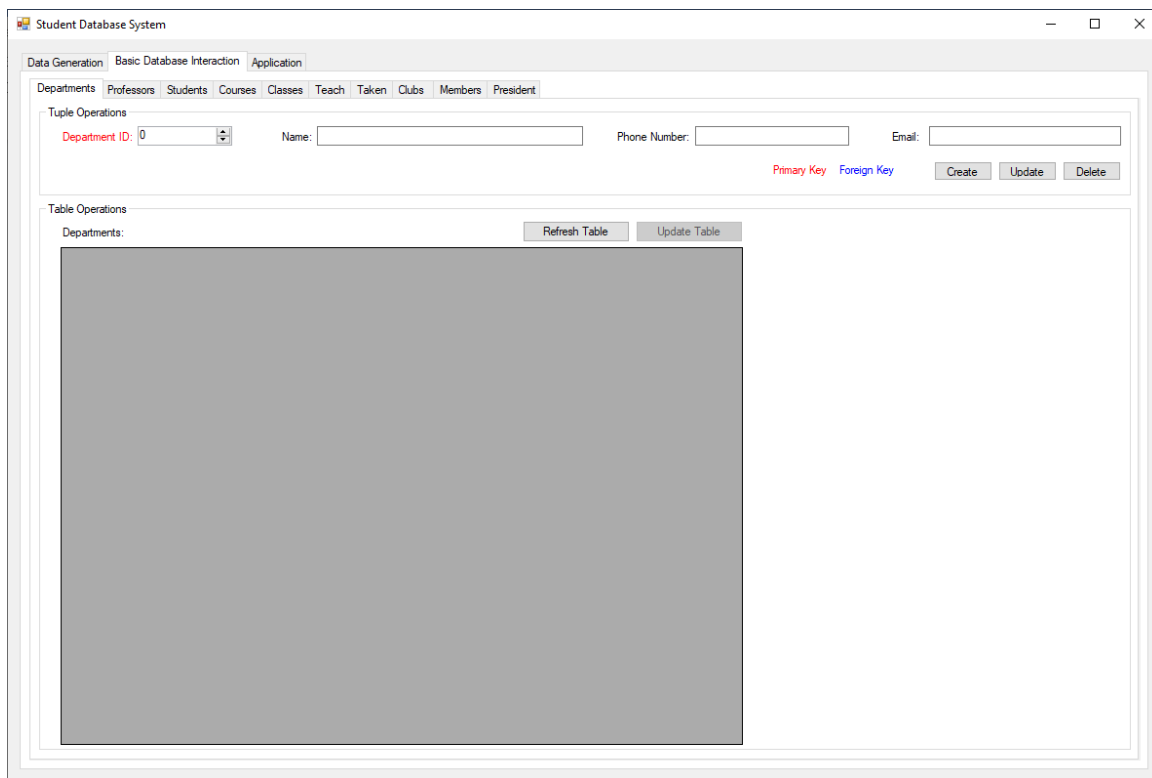 Student Database System
Data Generation Basic Database Interaction Application
Departments Professors Students Courses Classes Teach Taken Clubs Members President
Tuple Operations
Department ID: 0 Name: Phone Number: Email:
Primary Key Foreign Key Create Update Delete
Table Operations
Departments: Refresh Table Update Table